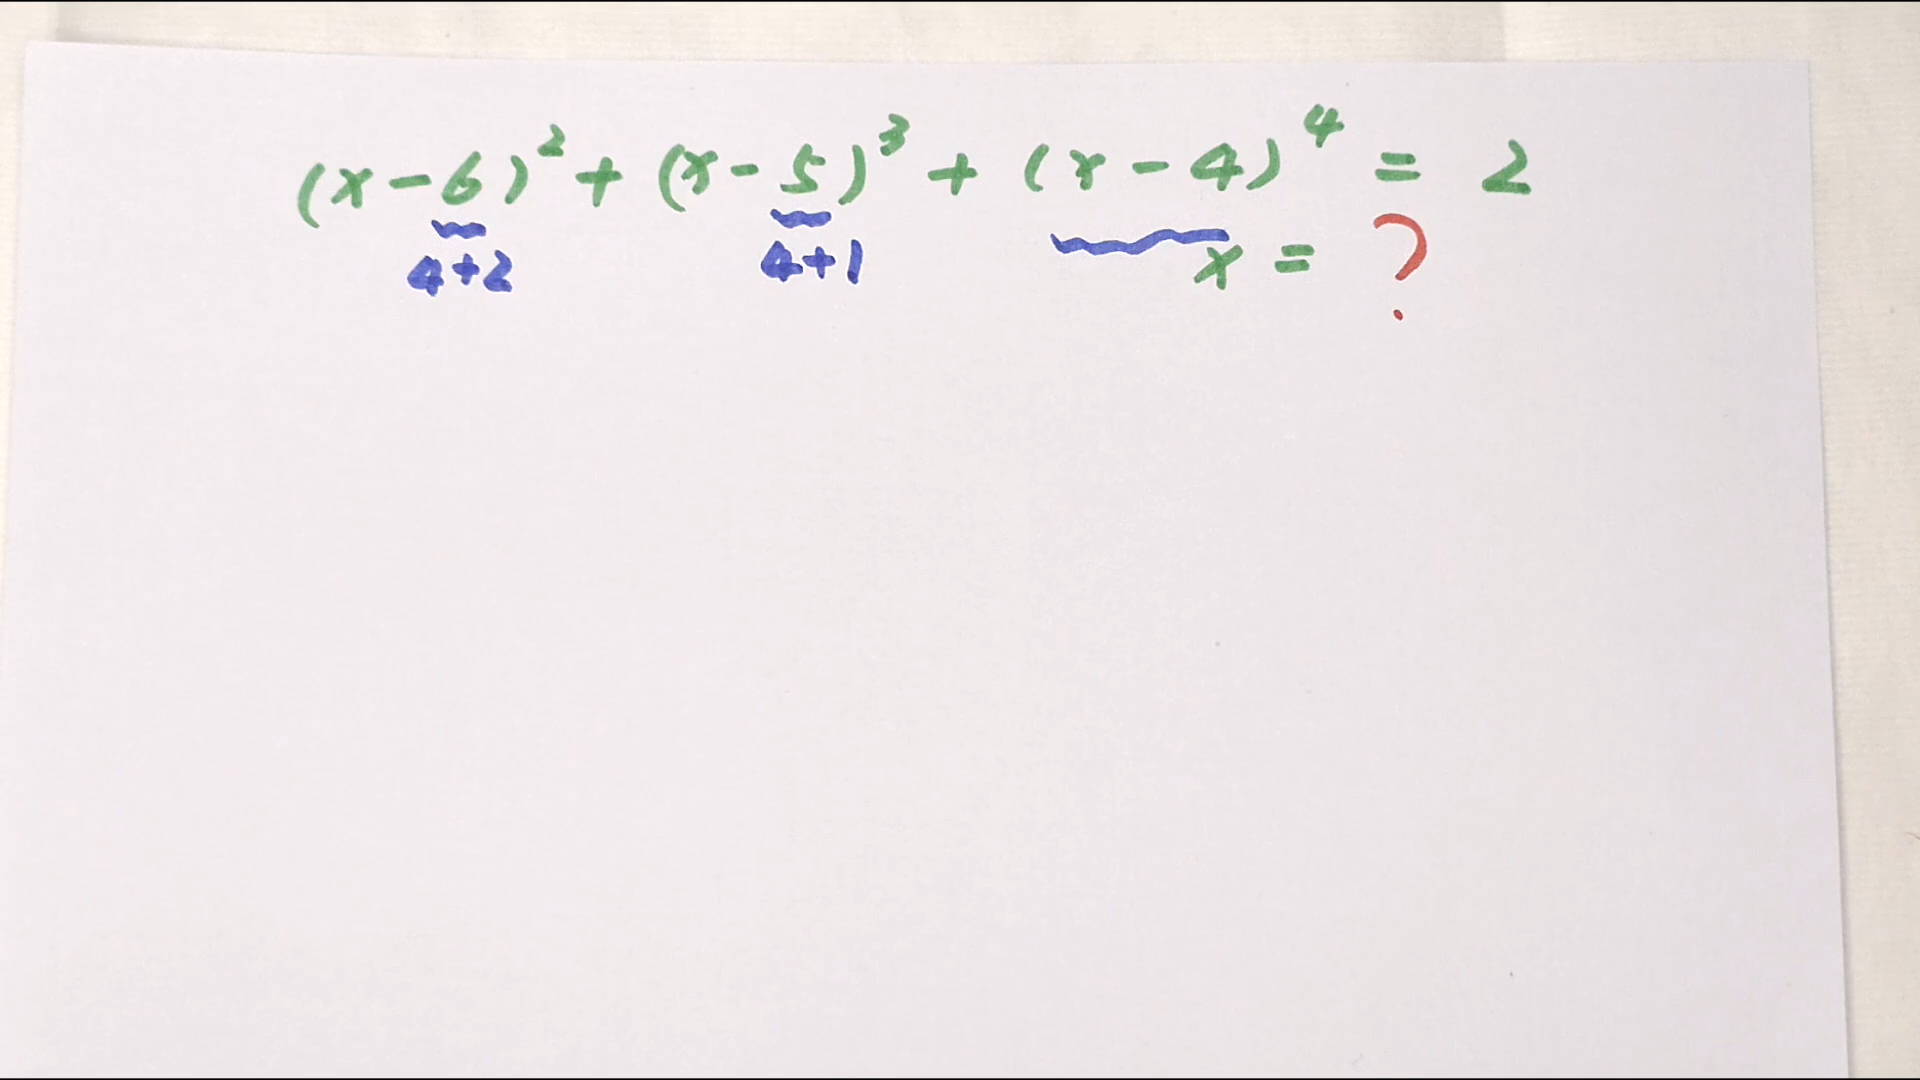 (x-6)² + (x-5)³ + (x-4)⁴ = 2
4+2 4+1 x = ?